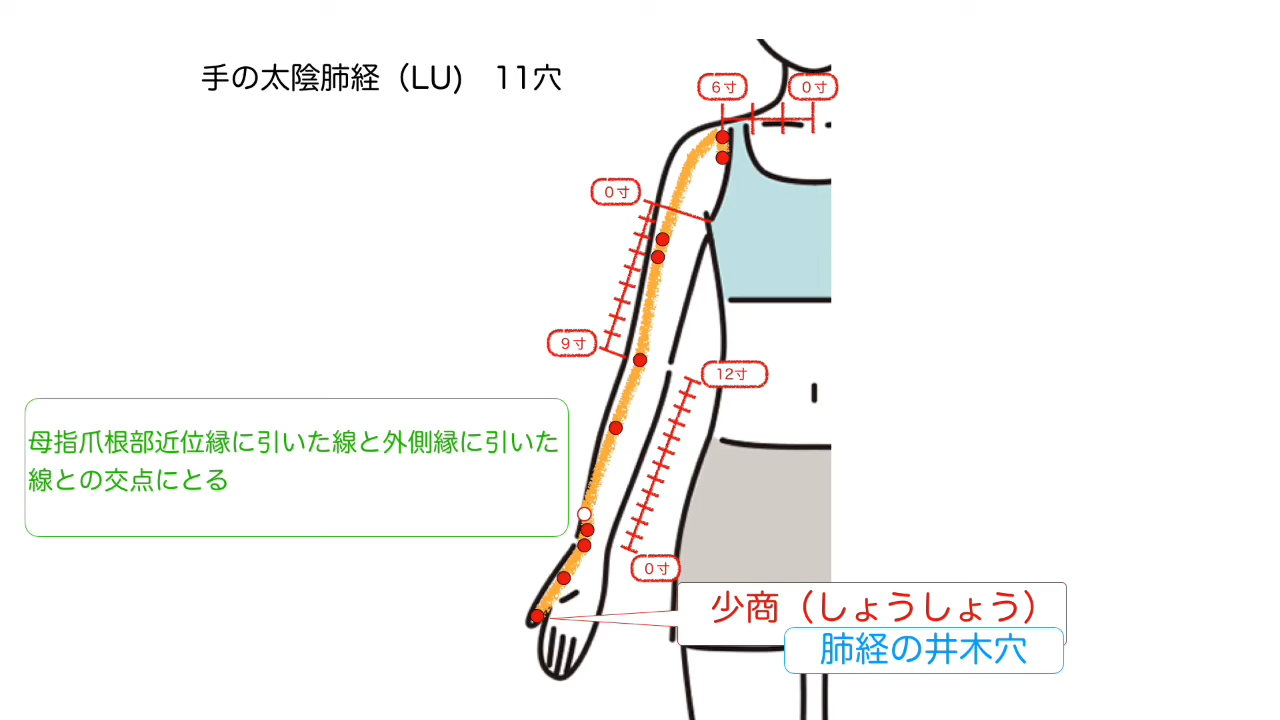 手の太陰肺経（LU)　11穴
6寸
0寸
0寸
9寸
12寸
母指爪根部近位縁に引いた線と外側縁に引いた
線との交点にとる
0寸
少商（しょうしょう）
肺経の井木穴